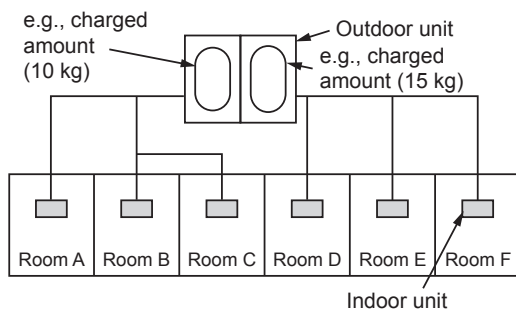 e.g., charged
amount
(10 kg)
Outdoor unit
e.g., charged
amount (15 kg)
Room A
Room B
Room C
Room D
Room E
Room F
Indoor unit